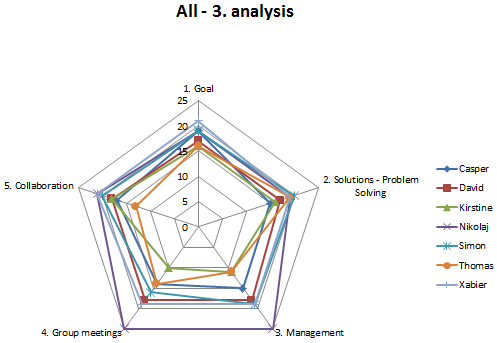 All - 3. analysis
1. Goal
25
20
15
10
5
0
2. Solutions - Problem
Solving
3. Management
4. Group meetings
5. Collaboration
Casper
David
Kirstine
Nikolaj
Simon
Thomas
Xabier